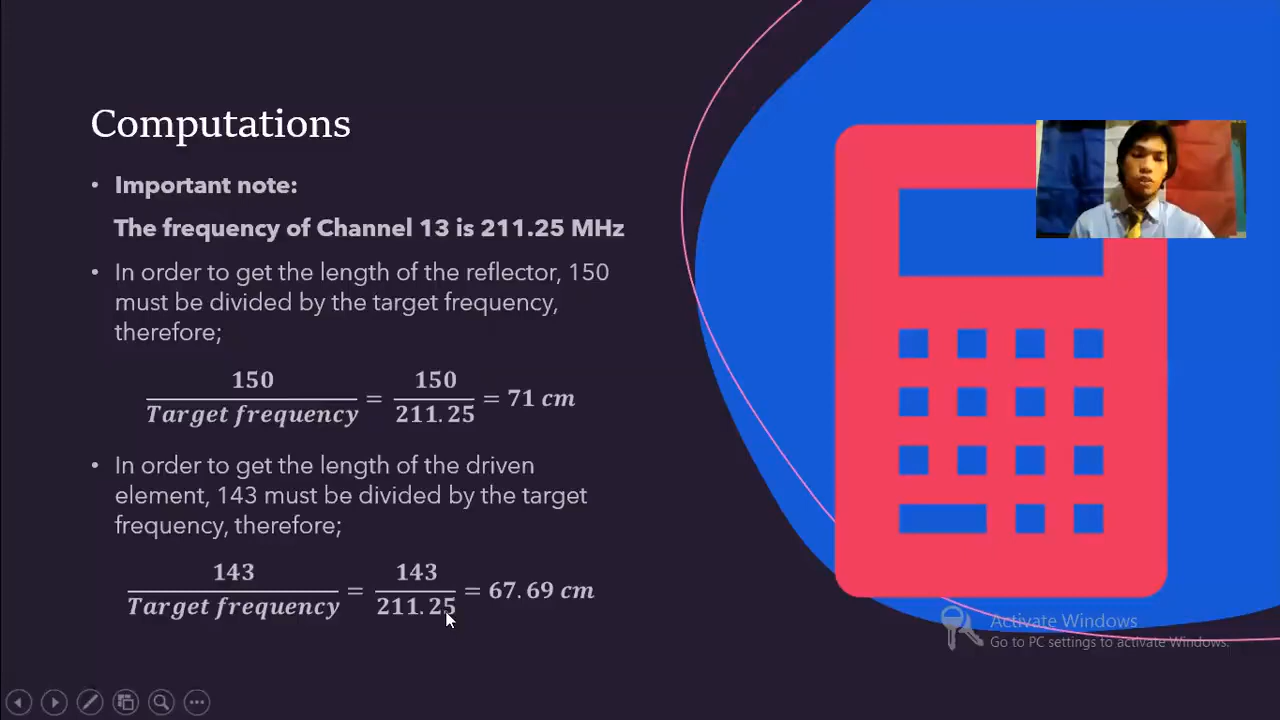 Computations
• Important note:
The frequency of Channel 13 is 211.25 MHz
• In order to get the length of the reflector, 150
must be divided by the target frequency,
therefore;
150 / Target frequency = 150 / 211.25 = 71 cm
• In order to get the length of the driven
element, 143 must be divided by the target
frequency, therefore;
143 / Target frequency = 143 / 211.25 = 67.69 cm
Activate Windows
Go to PC settings to activate Windows.